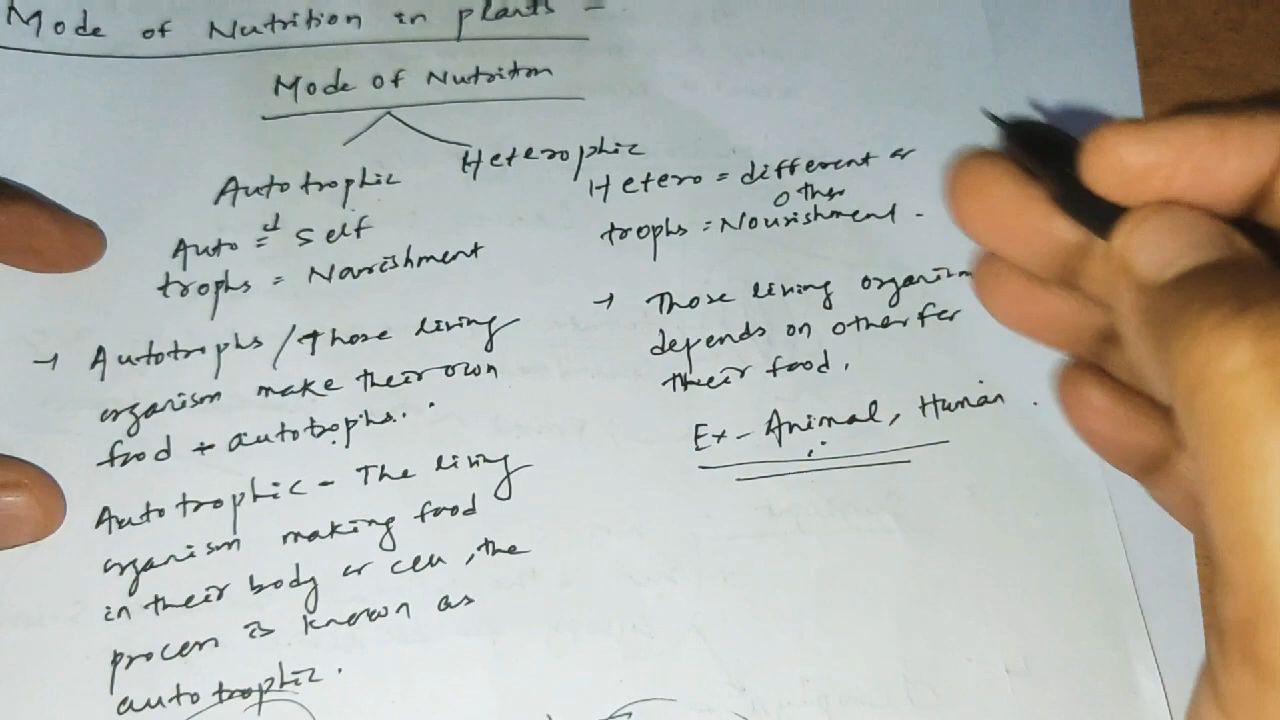 Mode of Nutrition in plants -
Mode of Nutrition
Autotrophic
Heterophic
Auto = self
trophs = Narishment
Hetero = different or
other
trophs = Nourishment -
→ Autotrophs / Those living
organism make their own
food → autotrophs.
Autotrophic - The living
organism making food
in their body or cell, the
process is known as
autotrophic.
→ Those living organism
depends on other for
their food.
Ex - Animal, Human.